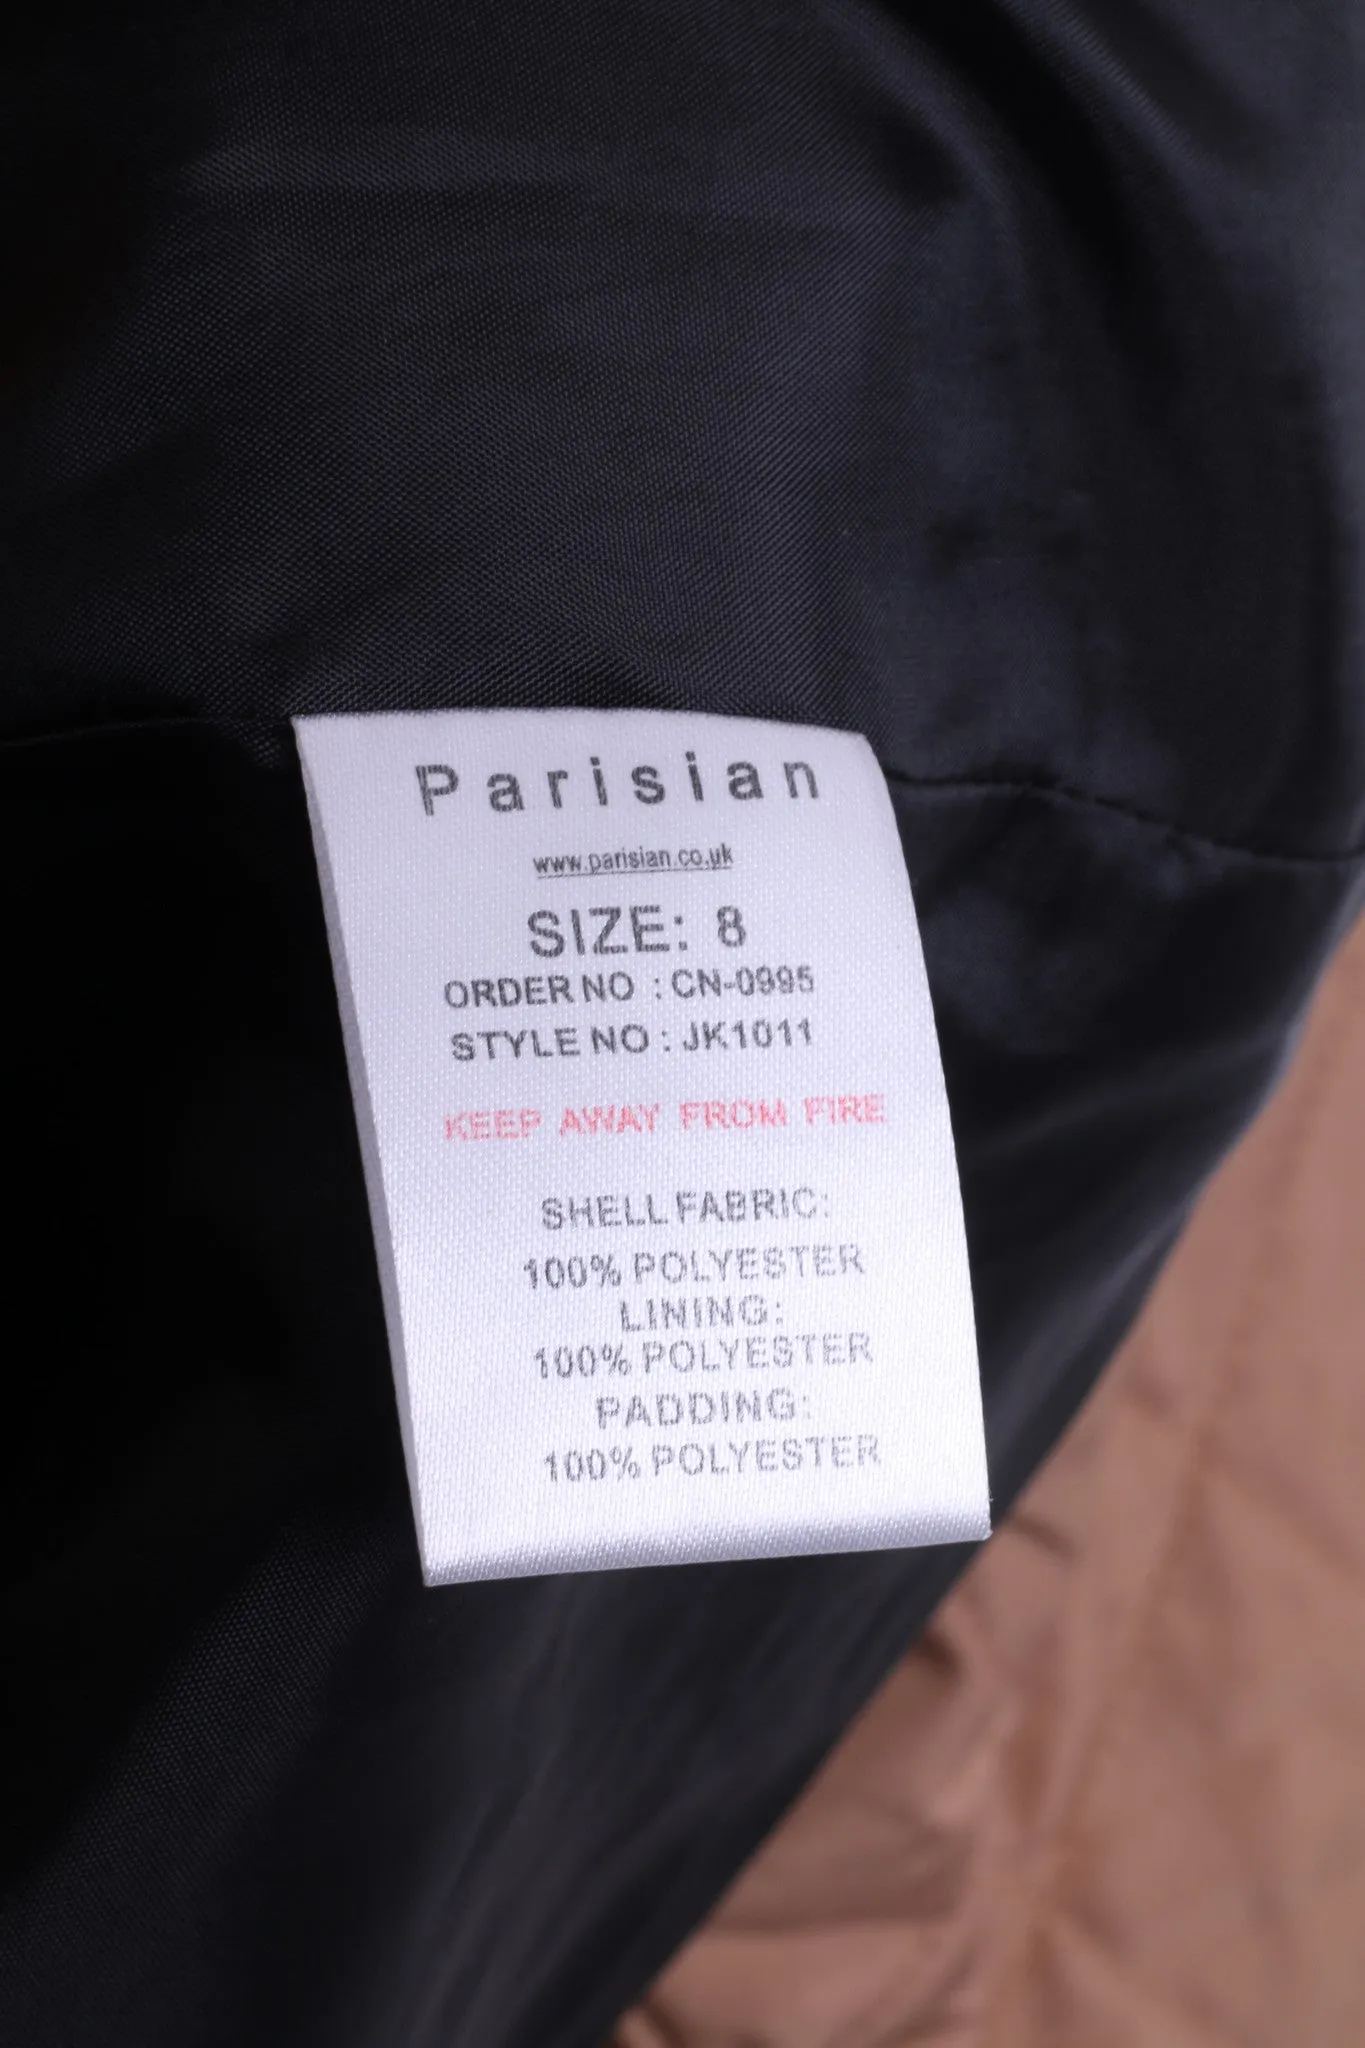 Parisian
www.parisian.co.uk
SIZE: 8
ORDER NO : CN-0995
STYLE NO : JK1011
KEEP AWAY FROM FIRE
SHELL FABRIC:
100% POLYESTER
LINING:
100% POLYESTER
PADDING:
100% POLYESTER